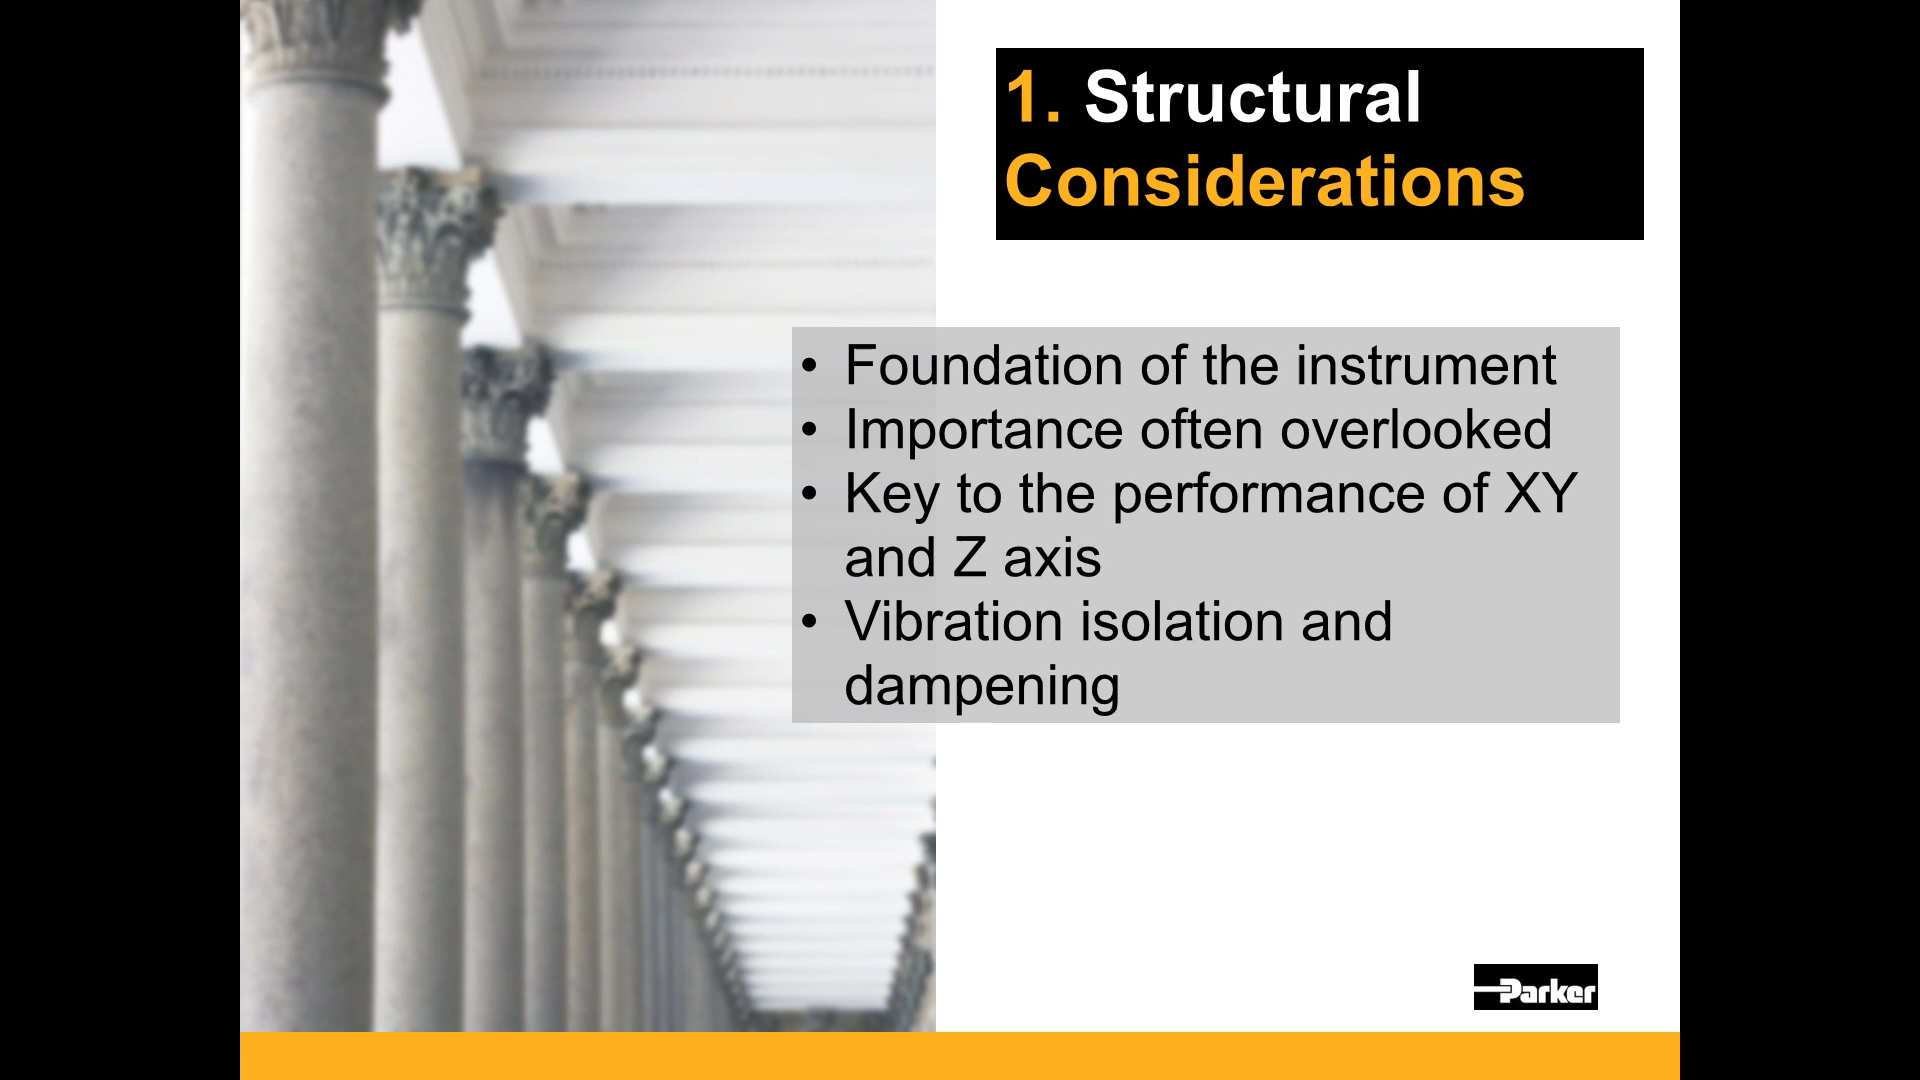 1. Structural
Considerations
• Foundation of the instrument
• Importance often overlooked
• Key to the performance of XY
and Z axis
• Vibration isolation and
dampening
Parker